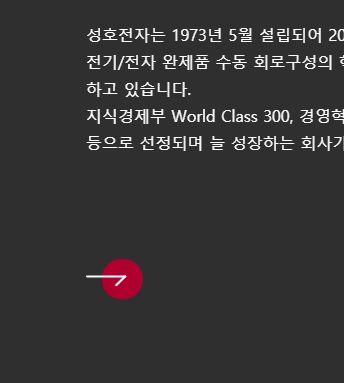 성호전자는 1973년 5월 설립되어 20
전기/전자 완제품 수동 회로구성의
하고 있습니다.
지식경제부 World Class 300, 경영혁
등으로 선정되며 늘 성장하는 회사가